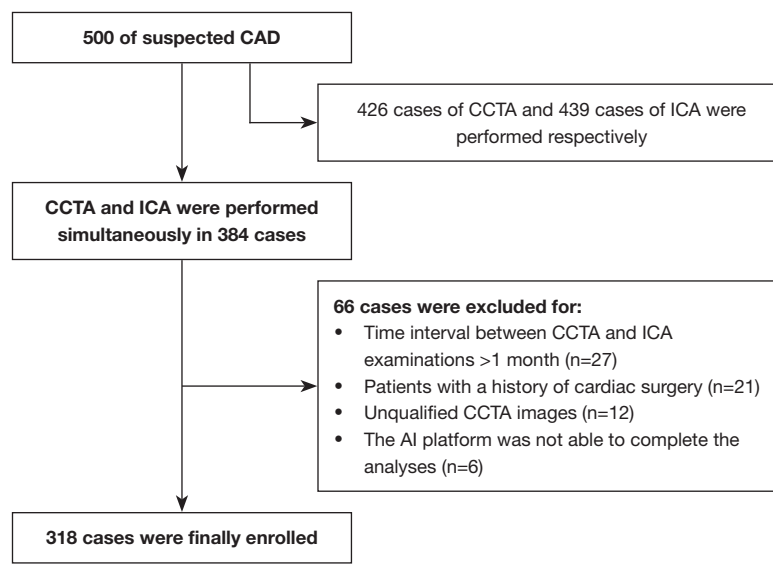 500 of suspected CAD
426 cases of CCTA and 439 cases of ICA were
performed respectively
CCTA and ICA were performed
simultaneously in 384 cases
66 cases were excluded for:
• Time interval between CCTA and ICA
examinations >1 month (n=27)
• Patients with a history of cardiac surgery (n=21)
• Unqualified CCTA images (n=12)
• The AI platform was not able to complete the
analyses (n=6)
318 cases were finally enrolled